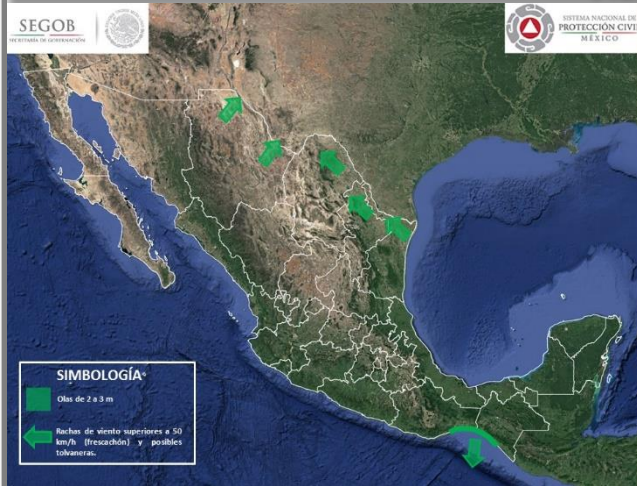 SEGOB
SECRETARÍA DE GOBERNACIÓN
SISTEMA NACIONAL DE
PROTECCIÓN CIVIL
MÉXICO
SIMBOLOGÍA
Olas de 2 a 3 m
Rachas de viento superiores a 50
km/h (frescachón) y posibles
tolvaneras.